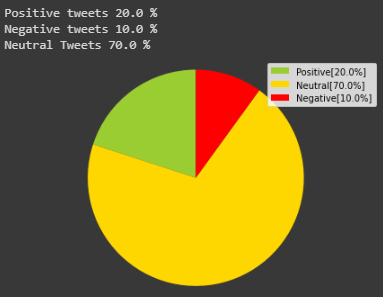 Positive tweets 20.0 %
Negative tweets 10.0 %
Neutral Tweets 70.0 %
Positive[20.0%]
Neutral[70.0%]
Negative[10.0%]